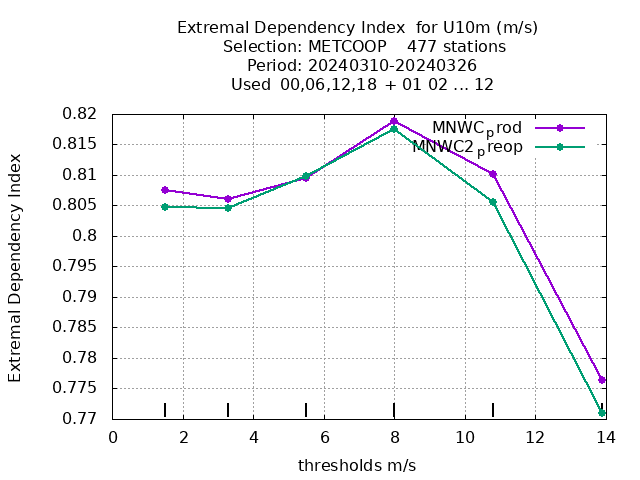 Extremal Dependency Index  for U10m (m/s)
Selection: METCOOP    477 stations
Period: 20240310-20240326
Used  00,06,12,18  + 01 02 ... 12
Extremal Dependency Index
0.82
0.815
0.81
0.805
0.8
0.795
0.79
0.785
0.78
0.775
0.77
MNWCprod
MNWC2preop
0 2 4 6 8 10 12 14
thresholds m/s